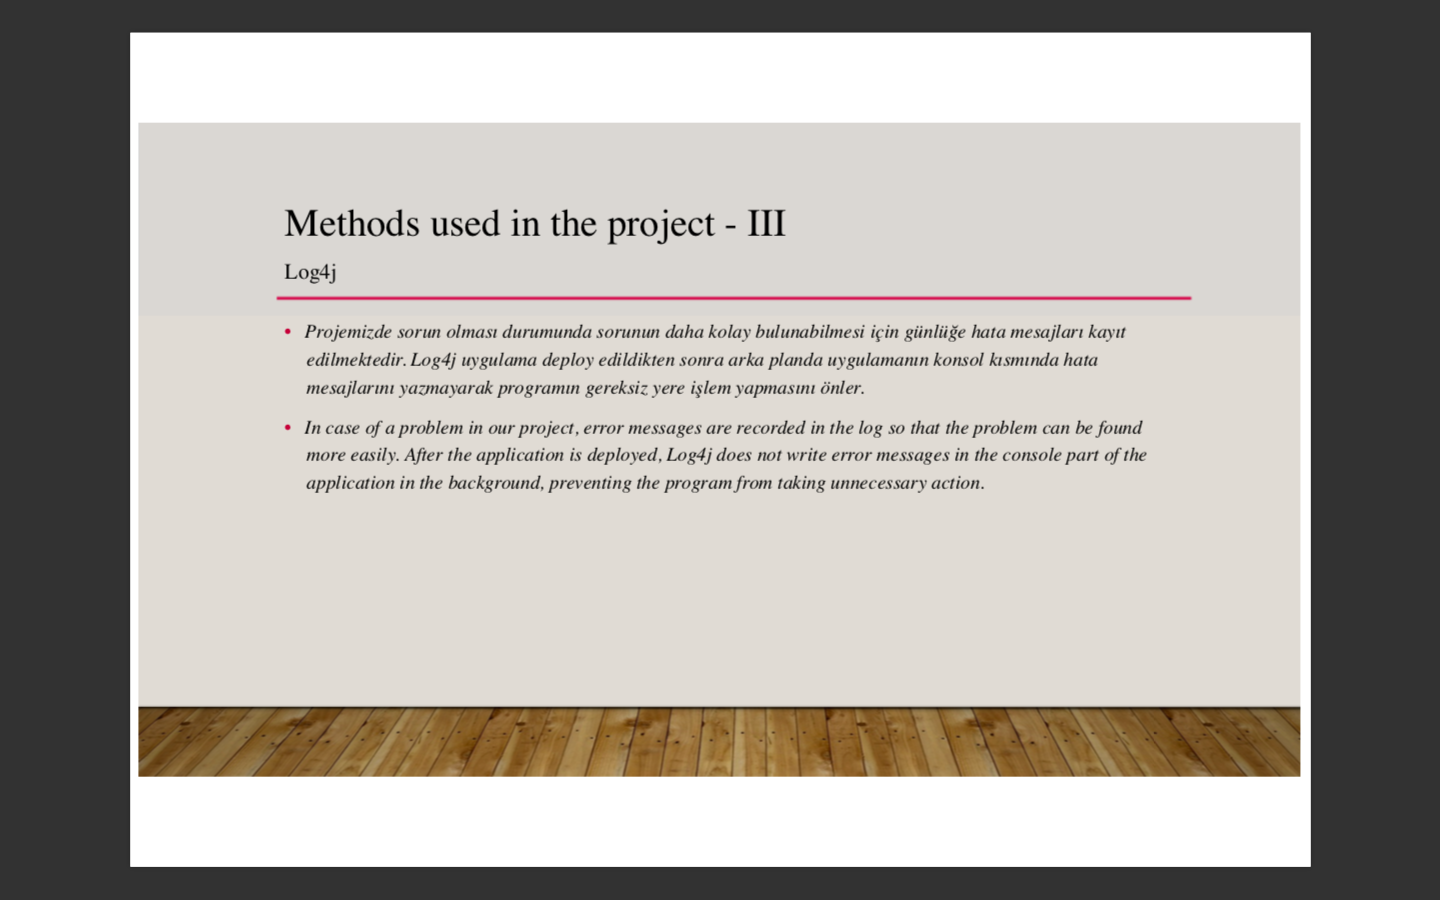 Methods used in the project - III
Log4j
• Projemizde sorun olması durumunda sorunun daha kolay bulunabilmesi için günlüğe hata mesajları kayıt
edilmektedir. Log4j uygulama deploy edildikten sonra arka planda uygulamanın konsol kısmında hata
mesajlarını yazmayarak programın gereksiz yere işlem yapmasını önler.
• In case of a problem in our project, error messages are recorded in the log so that the problem can be found
more easily. After the application is deployed, Log4j does not write error messages in the console part of the
application in the background, preventing the program from taking unnecessary action.